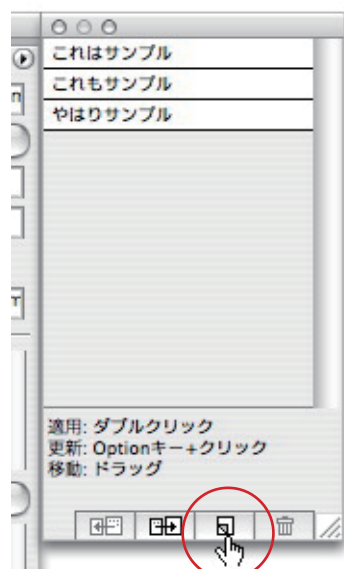 これはサンプル
これもサンプル
やはりサンプル
適用: ダブルクリック
更新: Optionキー+クリック
移動: ドラッグ